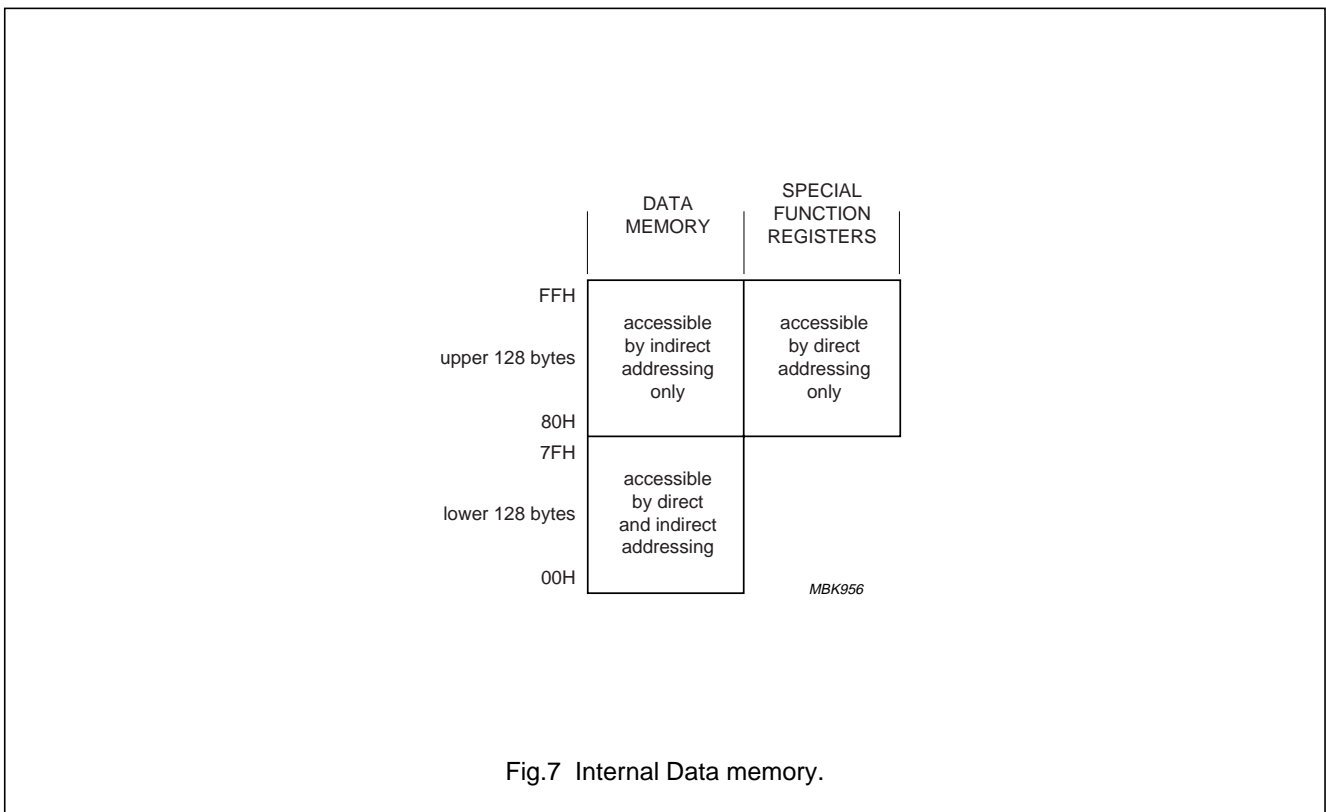 DATA
MEMORY
SPECIAL
FUNCTION
REGISTERS
FFH
upper 128 bytes
80H
accessible
by indirect
addressing
only
accessible
by direct
addressing
only
7FH
lower 128 bytes
00H
accessible
by direct
and indirect
addressing
MBK956
Fig.7 Internal Data memory.